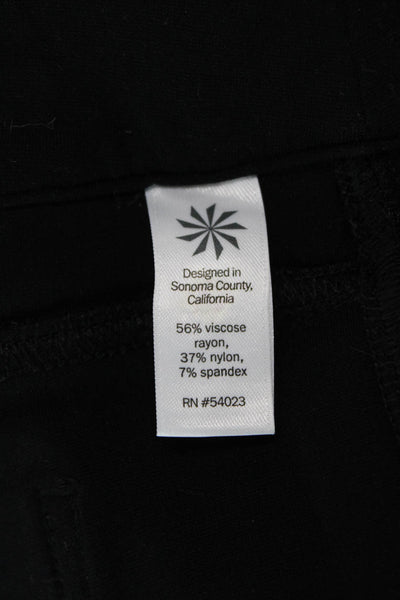 Designed in
Sonoma County,
California
56% viscose
rayon,
37% nylon,
7% spandex
RN #54023